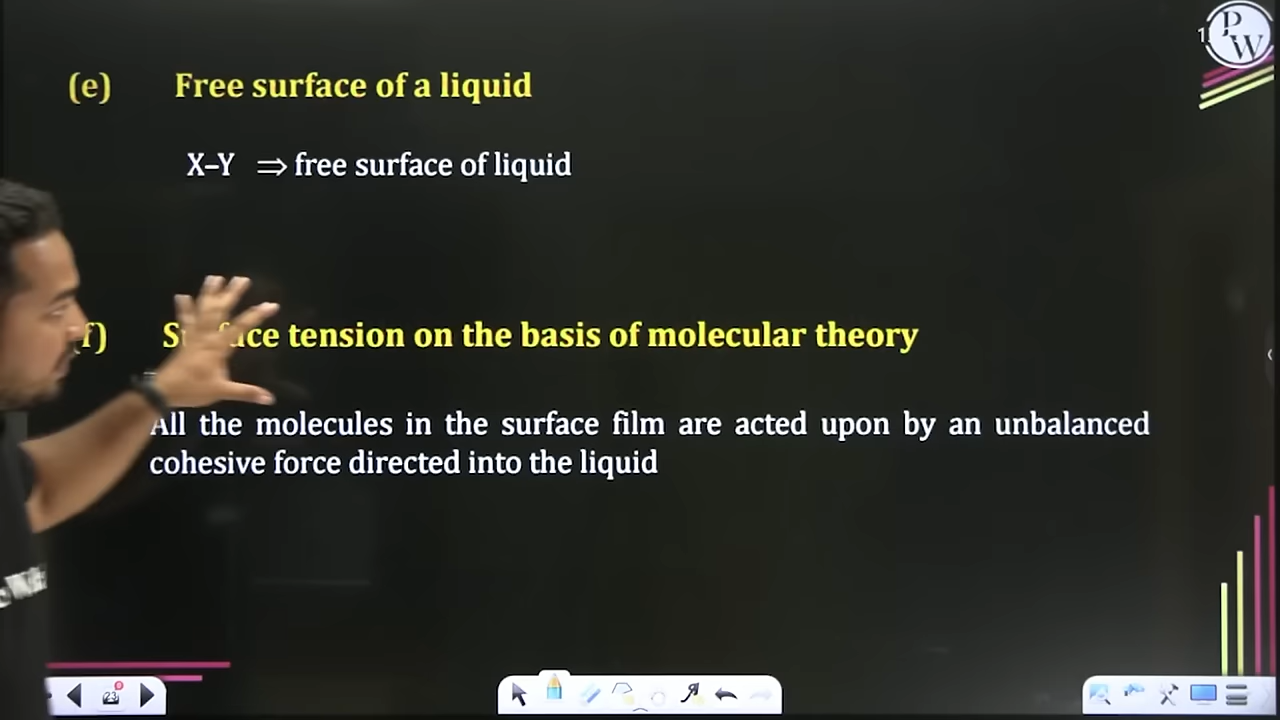 P
W
(e) Free surface of a liquid
X–Y ⇒ free surface of liquid
f) tension on the basis of molecular theory
All the molecules in the surface film are acted upon by an unbalanced
cohesive force directed into the liquid
23